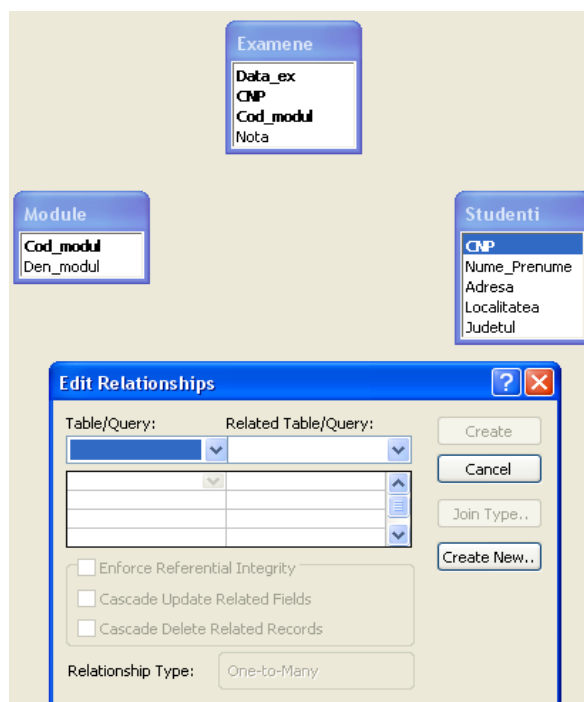 Examene
Data_ex
CNP
Cod_modul
Nota
Module
Cod_modul
Den_modul
Studenti
CNP
Nume_Prenume
Adresa
Localitatea
Judetul
Edit Relationships
Table/Query: Related Table/Query:
Create
Cancel
Join Type..
Create New..
Enforce Referential Integrity
Cascade Update Related Fields
Cascade Delete Related Records
Relationship Type: One-to-Many